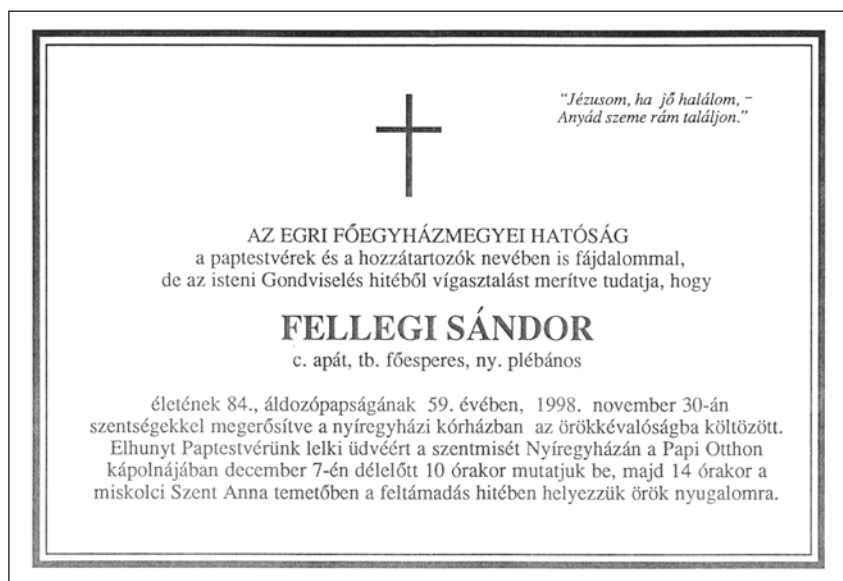 "Jézusom, ha jő halálom, –
Anyád szeme rám találjon."
AZ EGRI FŐEGYHÁZMEGYEI HATÓSÁG
a paptestvérek és a hozzátartozók nevében is fájdalommal,
de az isteni Gondviselés hitéből vígasztalást merítve tudatja, hogy
FELLEGI SÁNDOR
c. apát, tb. főesperes, ny. plébános
életének 84., áldozópapságának 59. évében, 1998. november 30-án
szentségekkel megerősítve a nyíregyházi kórházban az örökkévalóságba költözött.
Elhunyt Paptestvérünk lelki üdvéért a szentmisét Nyíregyházán a Papi Otthon
kápolnájában december 7-én délelőtt 10 órakor mutatjuk be, majd 14 órakor a
miskolci Szent Anna temetőben a feltámadás hitében helyezzük örök nyugalomra.